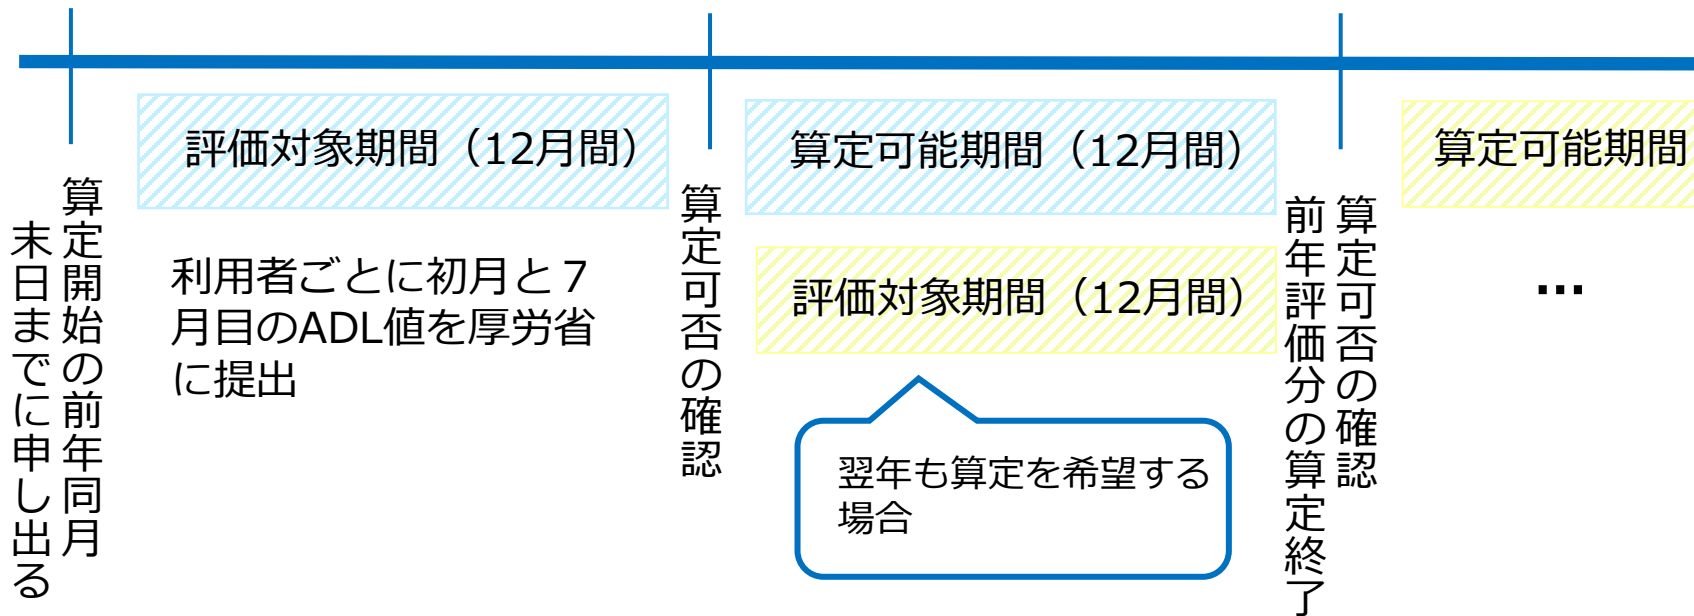 算定開始の前年同月
末日までに申し出る
評価対象期間（12月間）
利用者ごとに初月と７
月目のADL値を厚労省
に提出
算定可否の確認
算定可能期間（12月間）
評価対象期間（12月間）
翌年も算定を希望する
場合
算定可否の確認
前年評価分の算定終了
算定可能期間
…